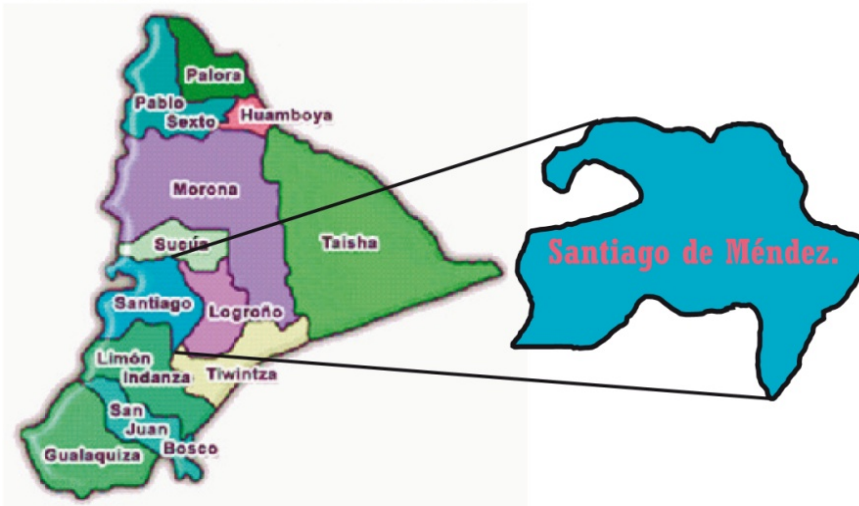 Palora
Pablo
Sexto
Huamboya
Morona
Sucúa
Taisha
Santiago de Méndez.
Santiago
Logroño
Limón
Indanza
Tiwintza
San
Juan
Bosco
Gualaquiza